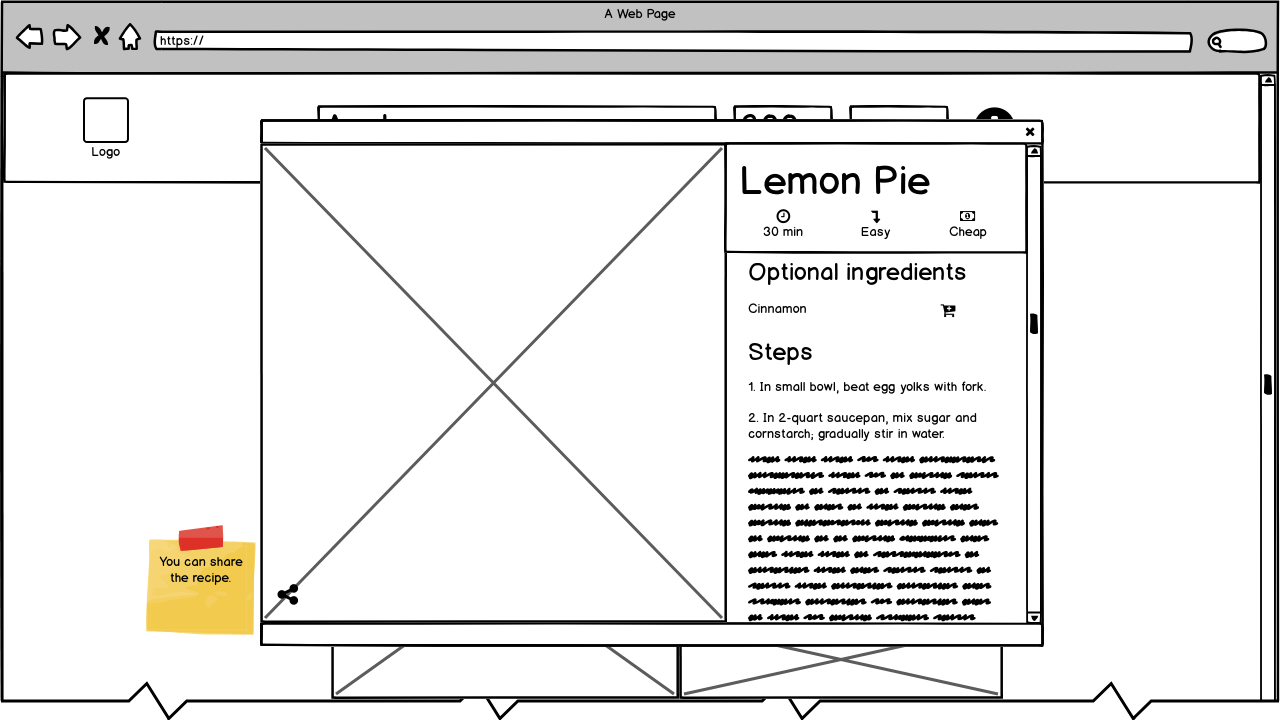 A Web Page
https://
Logo
Lemon Pie
30 min
Easy
Cheap
Optional ingredients
Cinnamon
Steps
1. In small bowl, beat egg yolks with fork.
2. In 2-quart saucepan, mix sugar and
cornstarch; gradually stir in water.
You can share
the recipe.